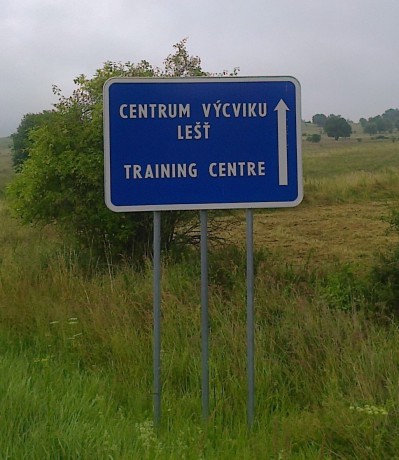 CENTRUM VÝCVIKU
LEŠŤ
TRAINING CENTRE